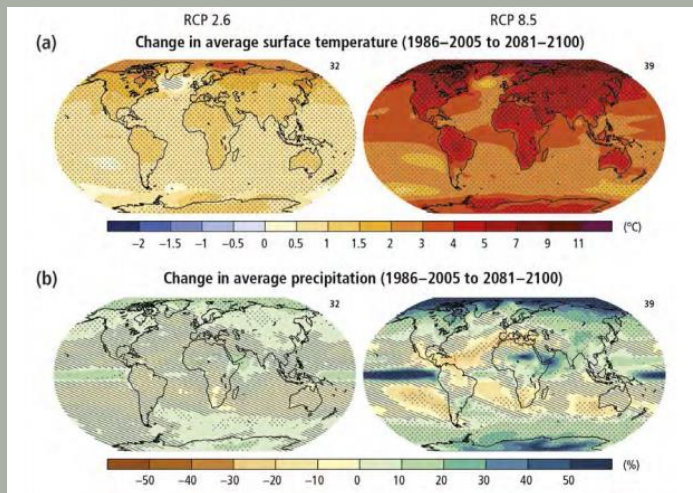 RCP 2.6 RCP 8.5
(a) Change in average surface temperature (1986–2005 to 2081–2100)
32 39
−2 −1.5 −1 −0.5 0 0.5 1 1.5 2 3 4 5 7 9 11 (°C)
(b) Change in average precipitation (1986–2005 to 2081–2100)
32 39
−50 −40 −30 −20 −10 0 10 20 30 40 50 (%)